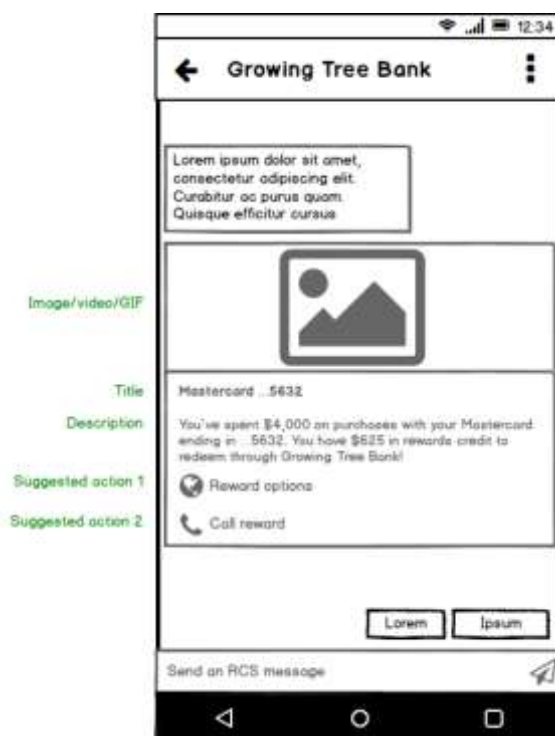 12:34
Growing Tree Bank
Lorem ipsum dolor sit amet,
consectetur adipiscing elit.
Curabitur ac purus quam.
Quisque efficitur cursus
Image/video/GIF
Title
Mastercard ...5632
Description
You've spent $4,000 on purchases with your Mastercard
ending in ...5632. You have $625 in rewards credit to
redeem through Growing Tree Bank!
Suggested action 1
Reward options
Suggested action 2
Call reward
Lorem
Ipsum
Send an RCS message